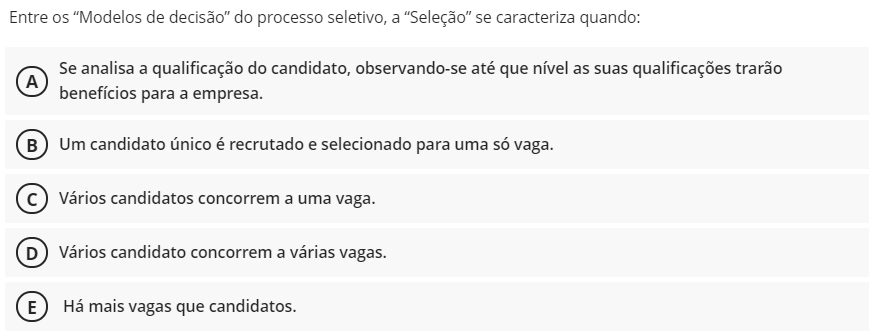 Entre os “Modelos de decisão” do processo seletivo, a “Seleção” se caracteriza quando:
A Se analisa a qualificação do candidato, observando-se até que nível as suas qualificações trarão
benefícios para a empresa.
B Um candidato único é recrutado e selecionado para uma só vaga.
C Vários candidatos concorrem a uma vaga.
D Vários candidato concorrem a várias vagas.
E Há mais vagas que candidatos.